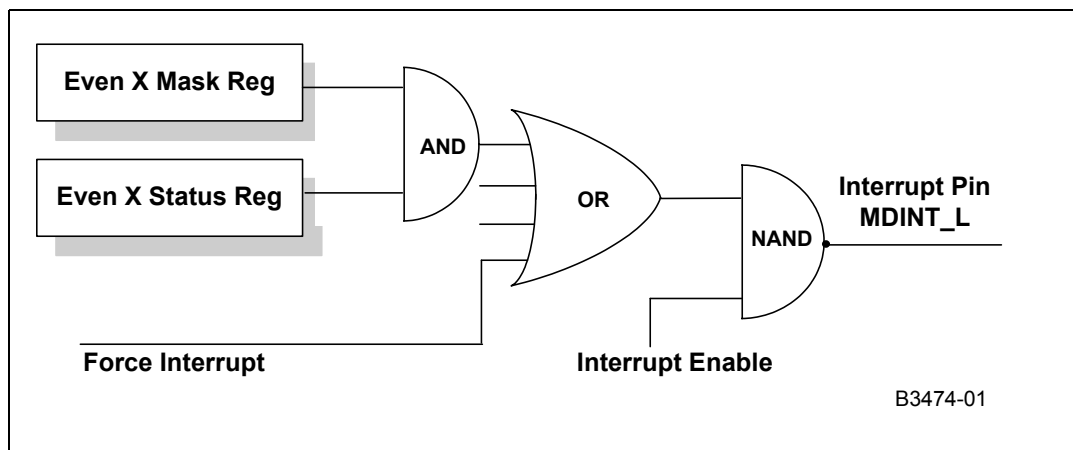 Even X Mask Reg
AND
Even X Status Reg
OR
Interrupt Pin
MDINT_L
NAND
Force Interrupt
Interrupt Enable
B3474-01